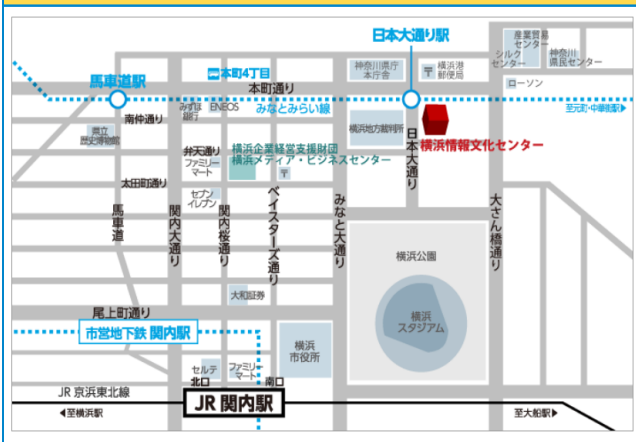 日本大通り駅
産業貿易
センター
シルク
センター
神奈川
県民センター
神奈川県庁
本庁舎
〒 横浜港
郵便局
本町4丁目
馬車道駅
本町通り
ローソン
みずほ
銀行
ENEOS
みなとみらい線
至元町・中華街駅▶
南仲通り
県立
歴史博物館
横浜地方裁判所
日本大通り
横浜情報文化センター
弁天通り
ファミリー
マート
横浜企業経営支援財団
横浜メディア・ビジネスセンター
〒
太田町通り
セブン
イレブン
馬車道
関内大通り
関内桜通り
ベイスターズ通り
みなと大通り
大さん橋通り
横浜公園
大和証券
尾上町通り
横浜
スタジアム
市営地下鉄 関内駅
横浜
市役所
セルテ
ファミリー
マート
北口
南口
JR 京浜東北線
JR 関内駅
◀至横浜駅
至大船駅▶